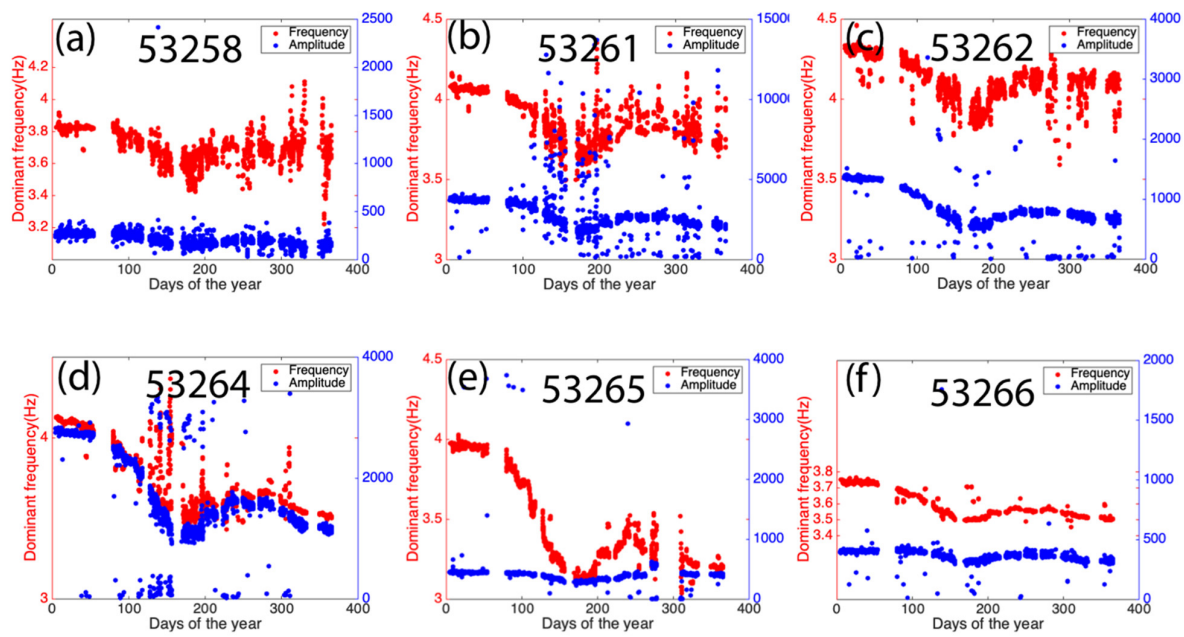 (a)
53258
Frequency
Amplitude
Dominant frequency(Hz)
4.2
4
3.8
3.6
3.4
3.2
2500
2000
1500
1000
500
0
0 100 200 300 400
Days of the year
(b)
53261
Frequency
Amplitude
Dominant frequency(Hz)
4.5
4
3.5
3
15000
10000
5000
0
0 100 200 300 400
Days of the year
(c)
53262
Frequency
Amplitude
Dominant frequency(Hz)
4.5
4
3.5
3
4000
3000
2000
1000
0
0 100 200 300 400
Days of the year
(d)
53264
Frequency
Amplitude
Dominant frequency(Hz)
4
3
4000
2000
0
0 100 200 300 400
Days of the year
(e)
53265
Frequency
Amplitude
Dominant frequency(Hz)
4.5
4
3.5
3
4000
3000
2000
1000
0
0 100 200 300 400
Days of the year
(f)
53266
Frequency
Amplitude
Dominant frequency(Hz)
3.8
3.7
3.6
3.5
3.4
2000
1500
1000
500
0
0 100 200 300 400
Days of the year